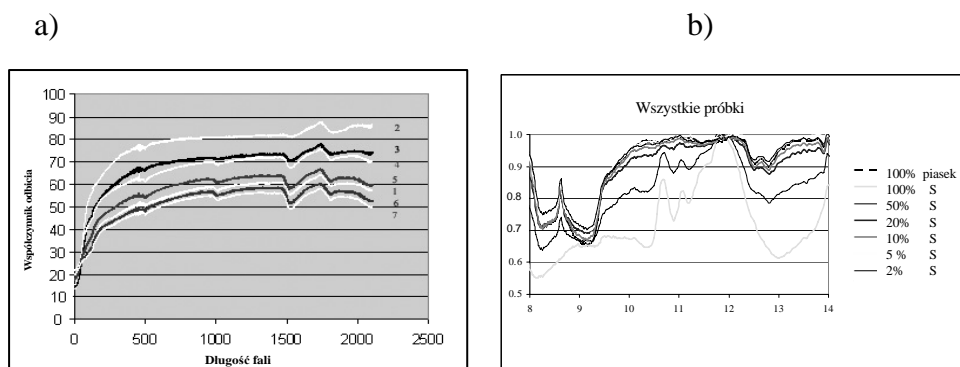 a)
b)
100
90
80
70
60
50
40
30
20
10
0
0 500 1000 1500 2000 2500
Współczynnik odbicia
Długość fali
2
3
4
5
1
6
7
Wszystkie próbki
1.0
0.9
0.8
0.7
0.6
0.5
8 9 10 11 12 13 14
100% piasek
100% S
50% S
20% S
10% S
5 % S
2% S